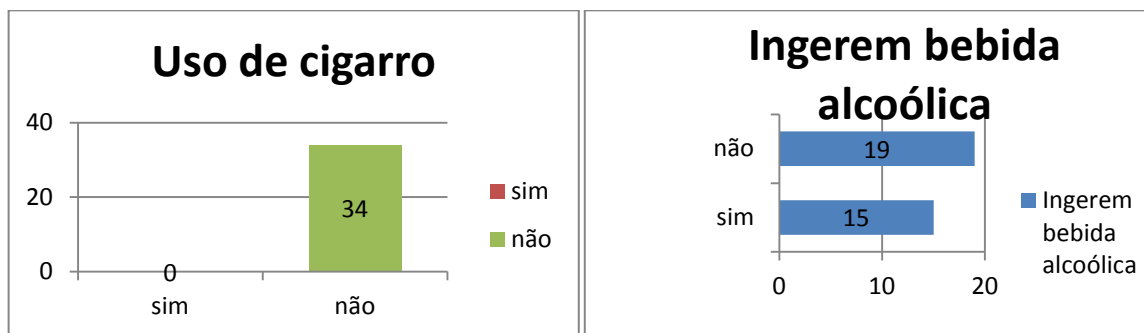 Uso de cigarro
40
20
0
0
34
sim
não
sim
não
Ingerem bebida
alcoólica
não
19
sim
15
0
10
20
Ingerem
bebida
alcoólica